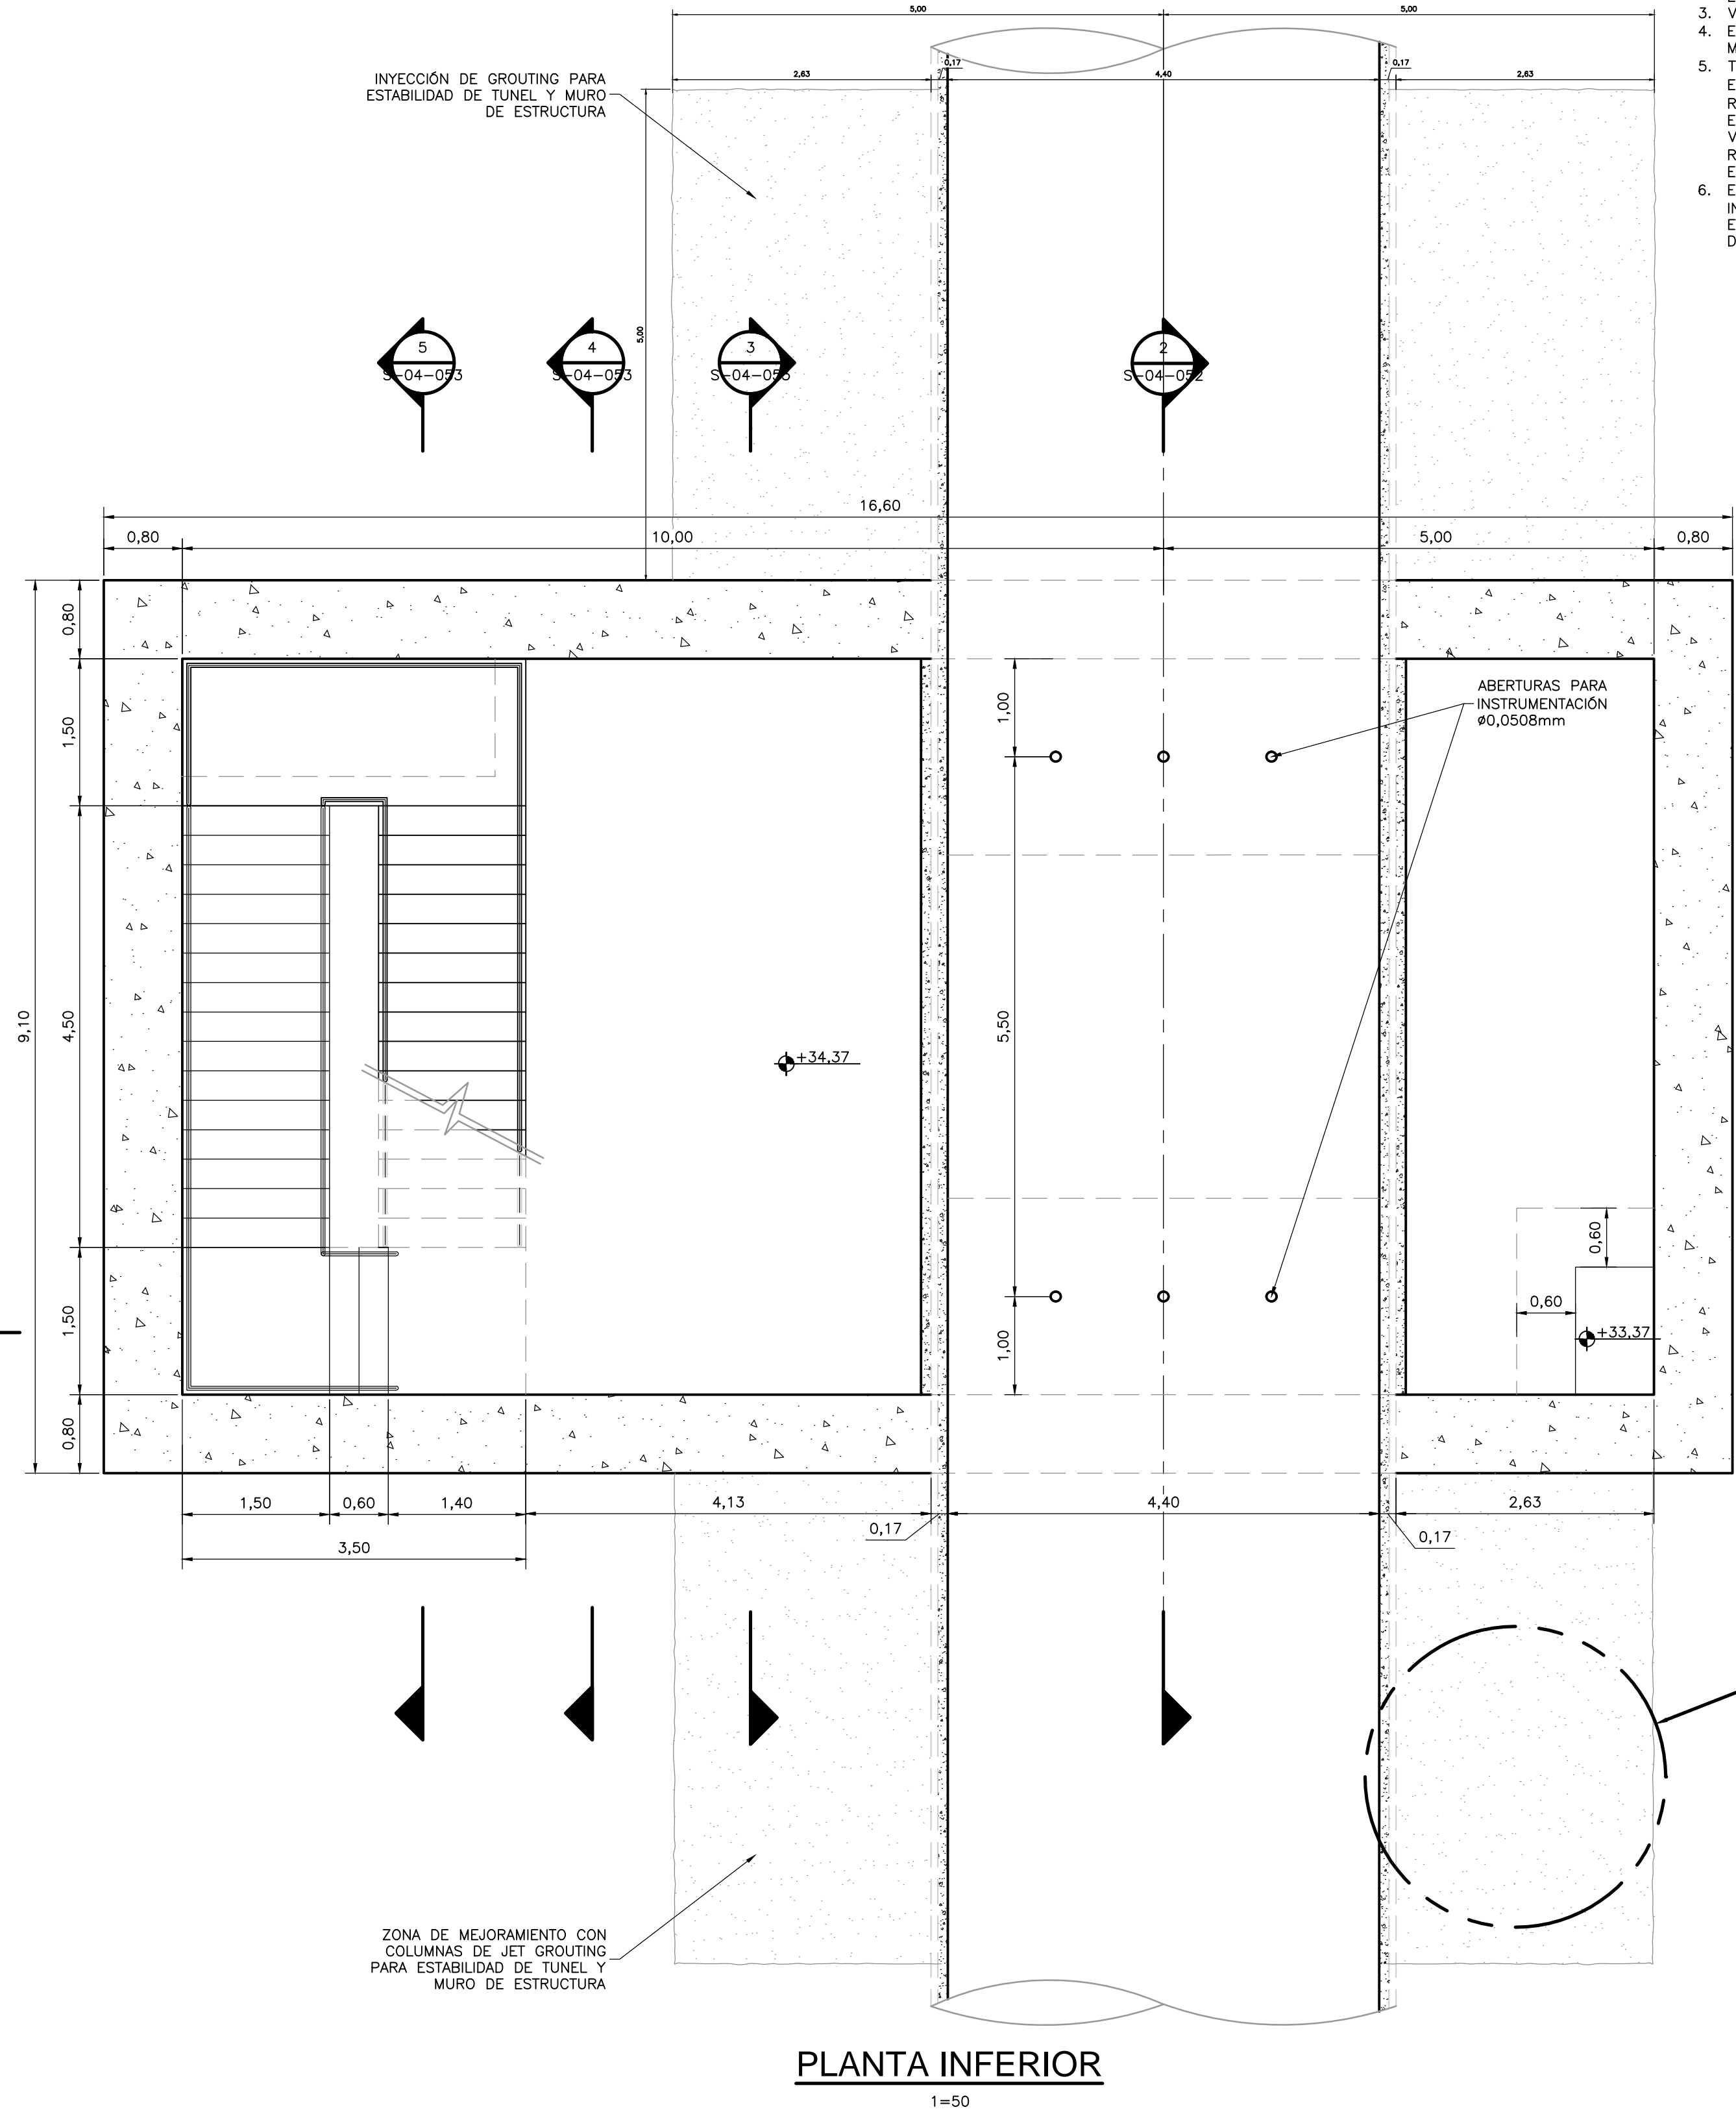 5,00
5,00
3. V
4. E
M
5. T
E
R
E
V
R
E
6. E
IN
E
D
2,63
0,17
4,40
0,17
2,63
INYECCIÓN DE GROUTING PARA
ESTABILIDAD DE TUNEL Y MURO
DE ESTRUCTURA
5,00
5
S-04-053
4
S-04-053
3
2
S-04-052
16,60
0,80
10,00
5,00
0,80
0,80
1,50
4,50
9,10
1,50
0,80
1,00
5,50
1,00
ABERTURAS PARA
INSTRUMENTACIÓN
ø0,0508mm
+34,37
0,60
0,60
+33,37
1,50
0,60
1,40
4,13
4,40
2,63
0,17
0,17
3,50
ZONA DE MEJORAMIENTO CON
COLUMNAS DE JET GROUTING
PARA ESTABILIDAD DE TUNEL Y
MURO DE ESTRUCTURA
PLANTA INFERIOR
1=50